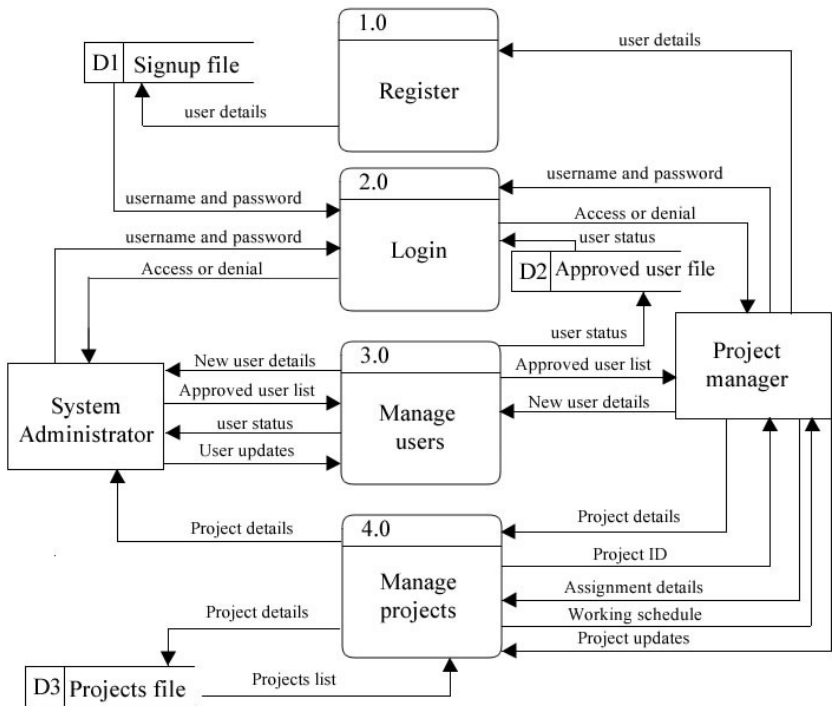 1.0
Register
user details
D1 Signup file
user details
2.0
Login
username and password
username and password
username and password
Access or denial
user status
Access or denial
D2 Approved user file
user status
3.0
Manage
users
New user details
Approved user list
Approved user list
New user details
user status
User updates
System
Administrator
Project
manager
4.0
Manage
projects
Project details
Project details
Project ID
Assignment details
Working schedule
Project updates
Project details
D3 Projects file
Projects list